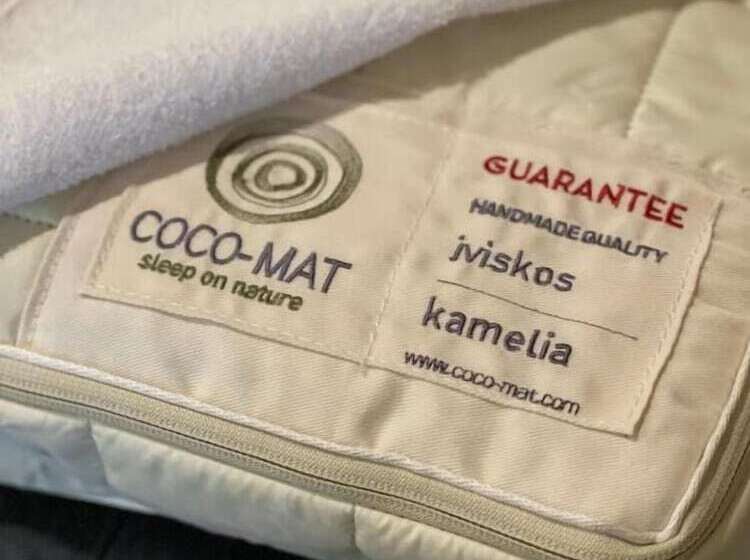 COCO-MAT
sleep on nature
GUARANTEE
HANDMADE QUALITY
jviskos
kamelia
www.coco-mat.com